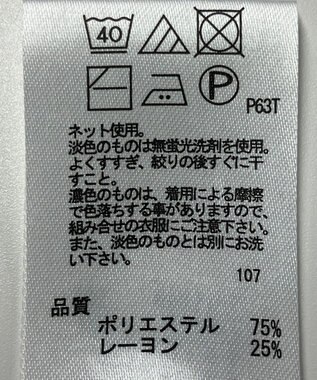 40
P
P63T
ネット使用。
淡色のものは無蛍光洗剤を使用。
よくすすぎ、絞りの後すぐに干
すこと。
濃色のものは、着用による摩擦
で色落ちする事がありますので、
組み合せの衣服にご注意下さい。
また、淡色のものとは別にお洗
い下さい。
107
品質
ポリエステル 75%
レーヨン 25%